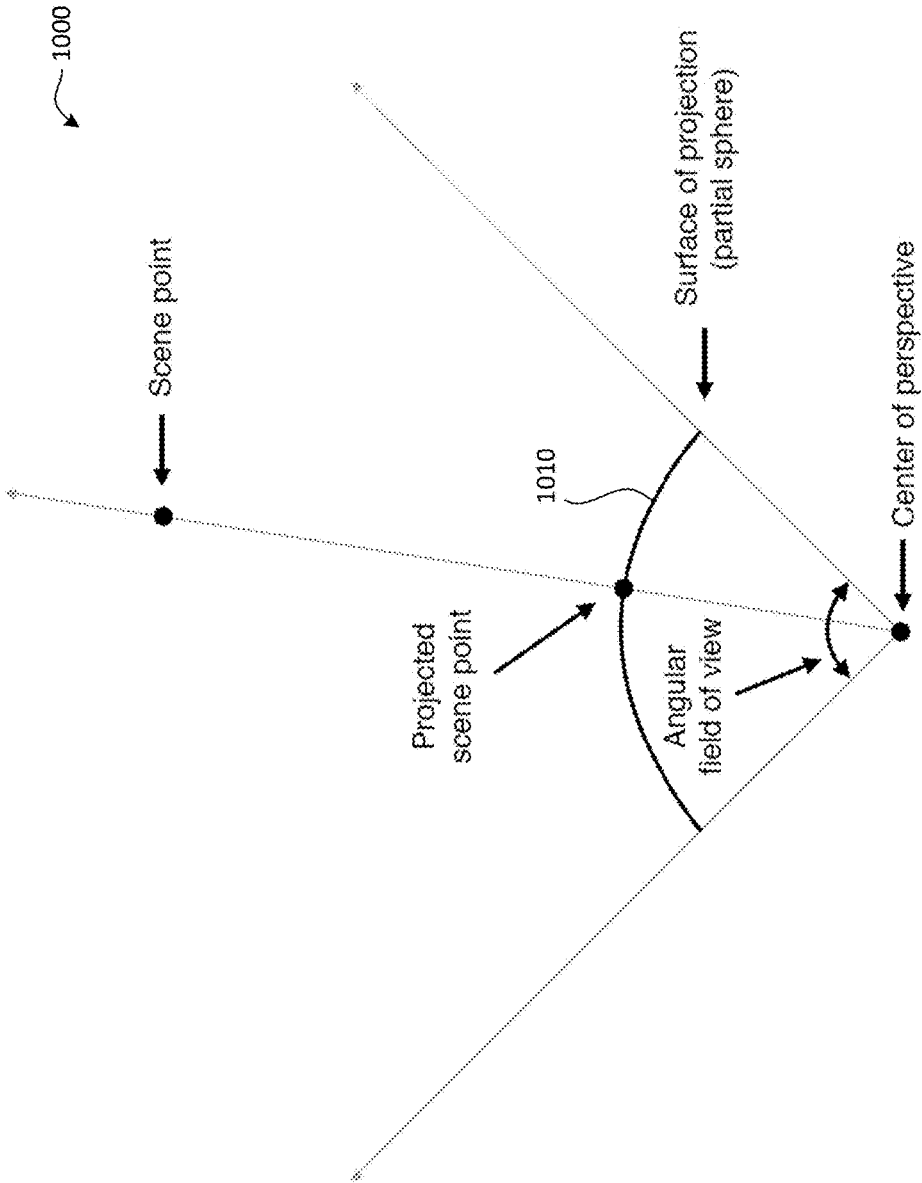 1000
Scene point
Surface of projection
(partial sphere)
1010
Projected
scene point
Angular
field of view
Center of perspective